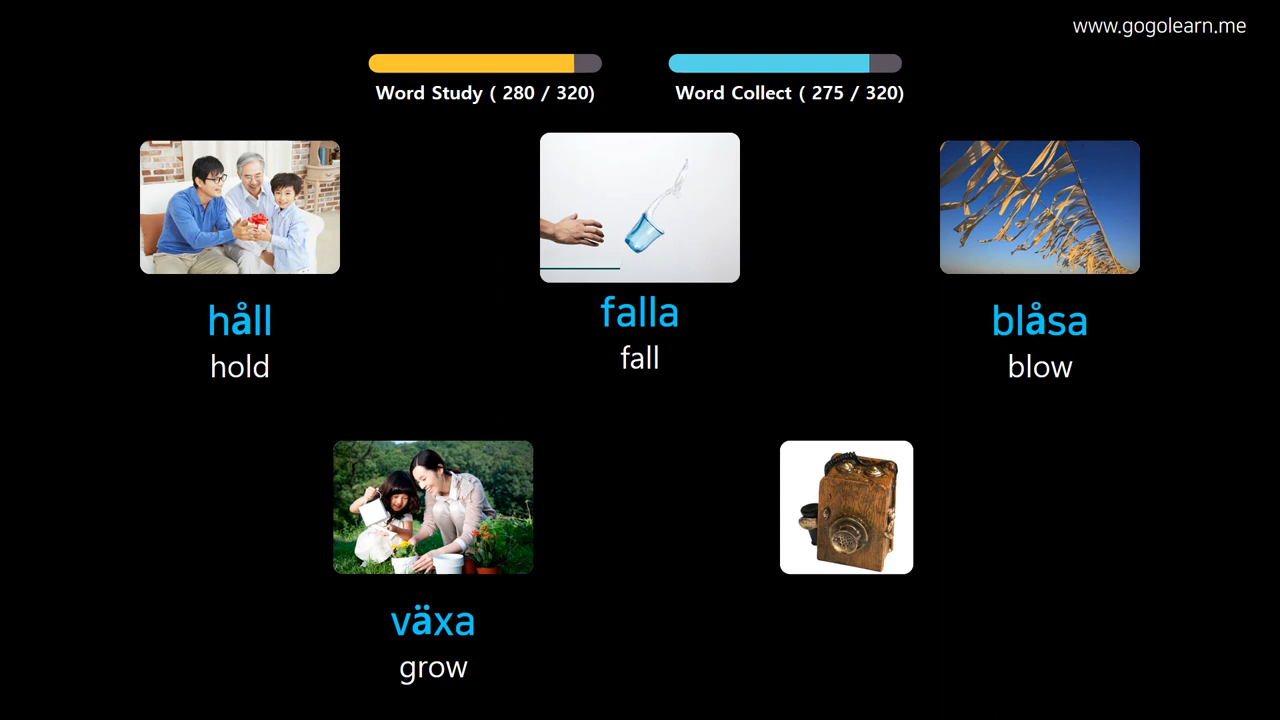 www.gogolearn.me
Word Study ( 280 / 320)
Word Collect ( 275 / 320)
håll
hold
falla
fall
blåsa
blow
växa
grow